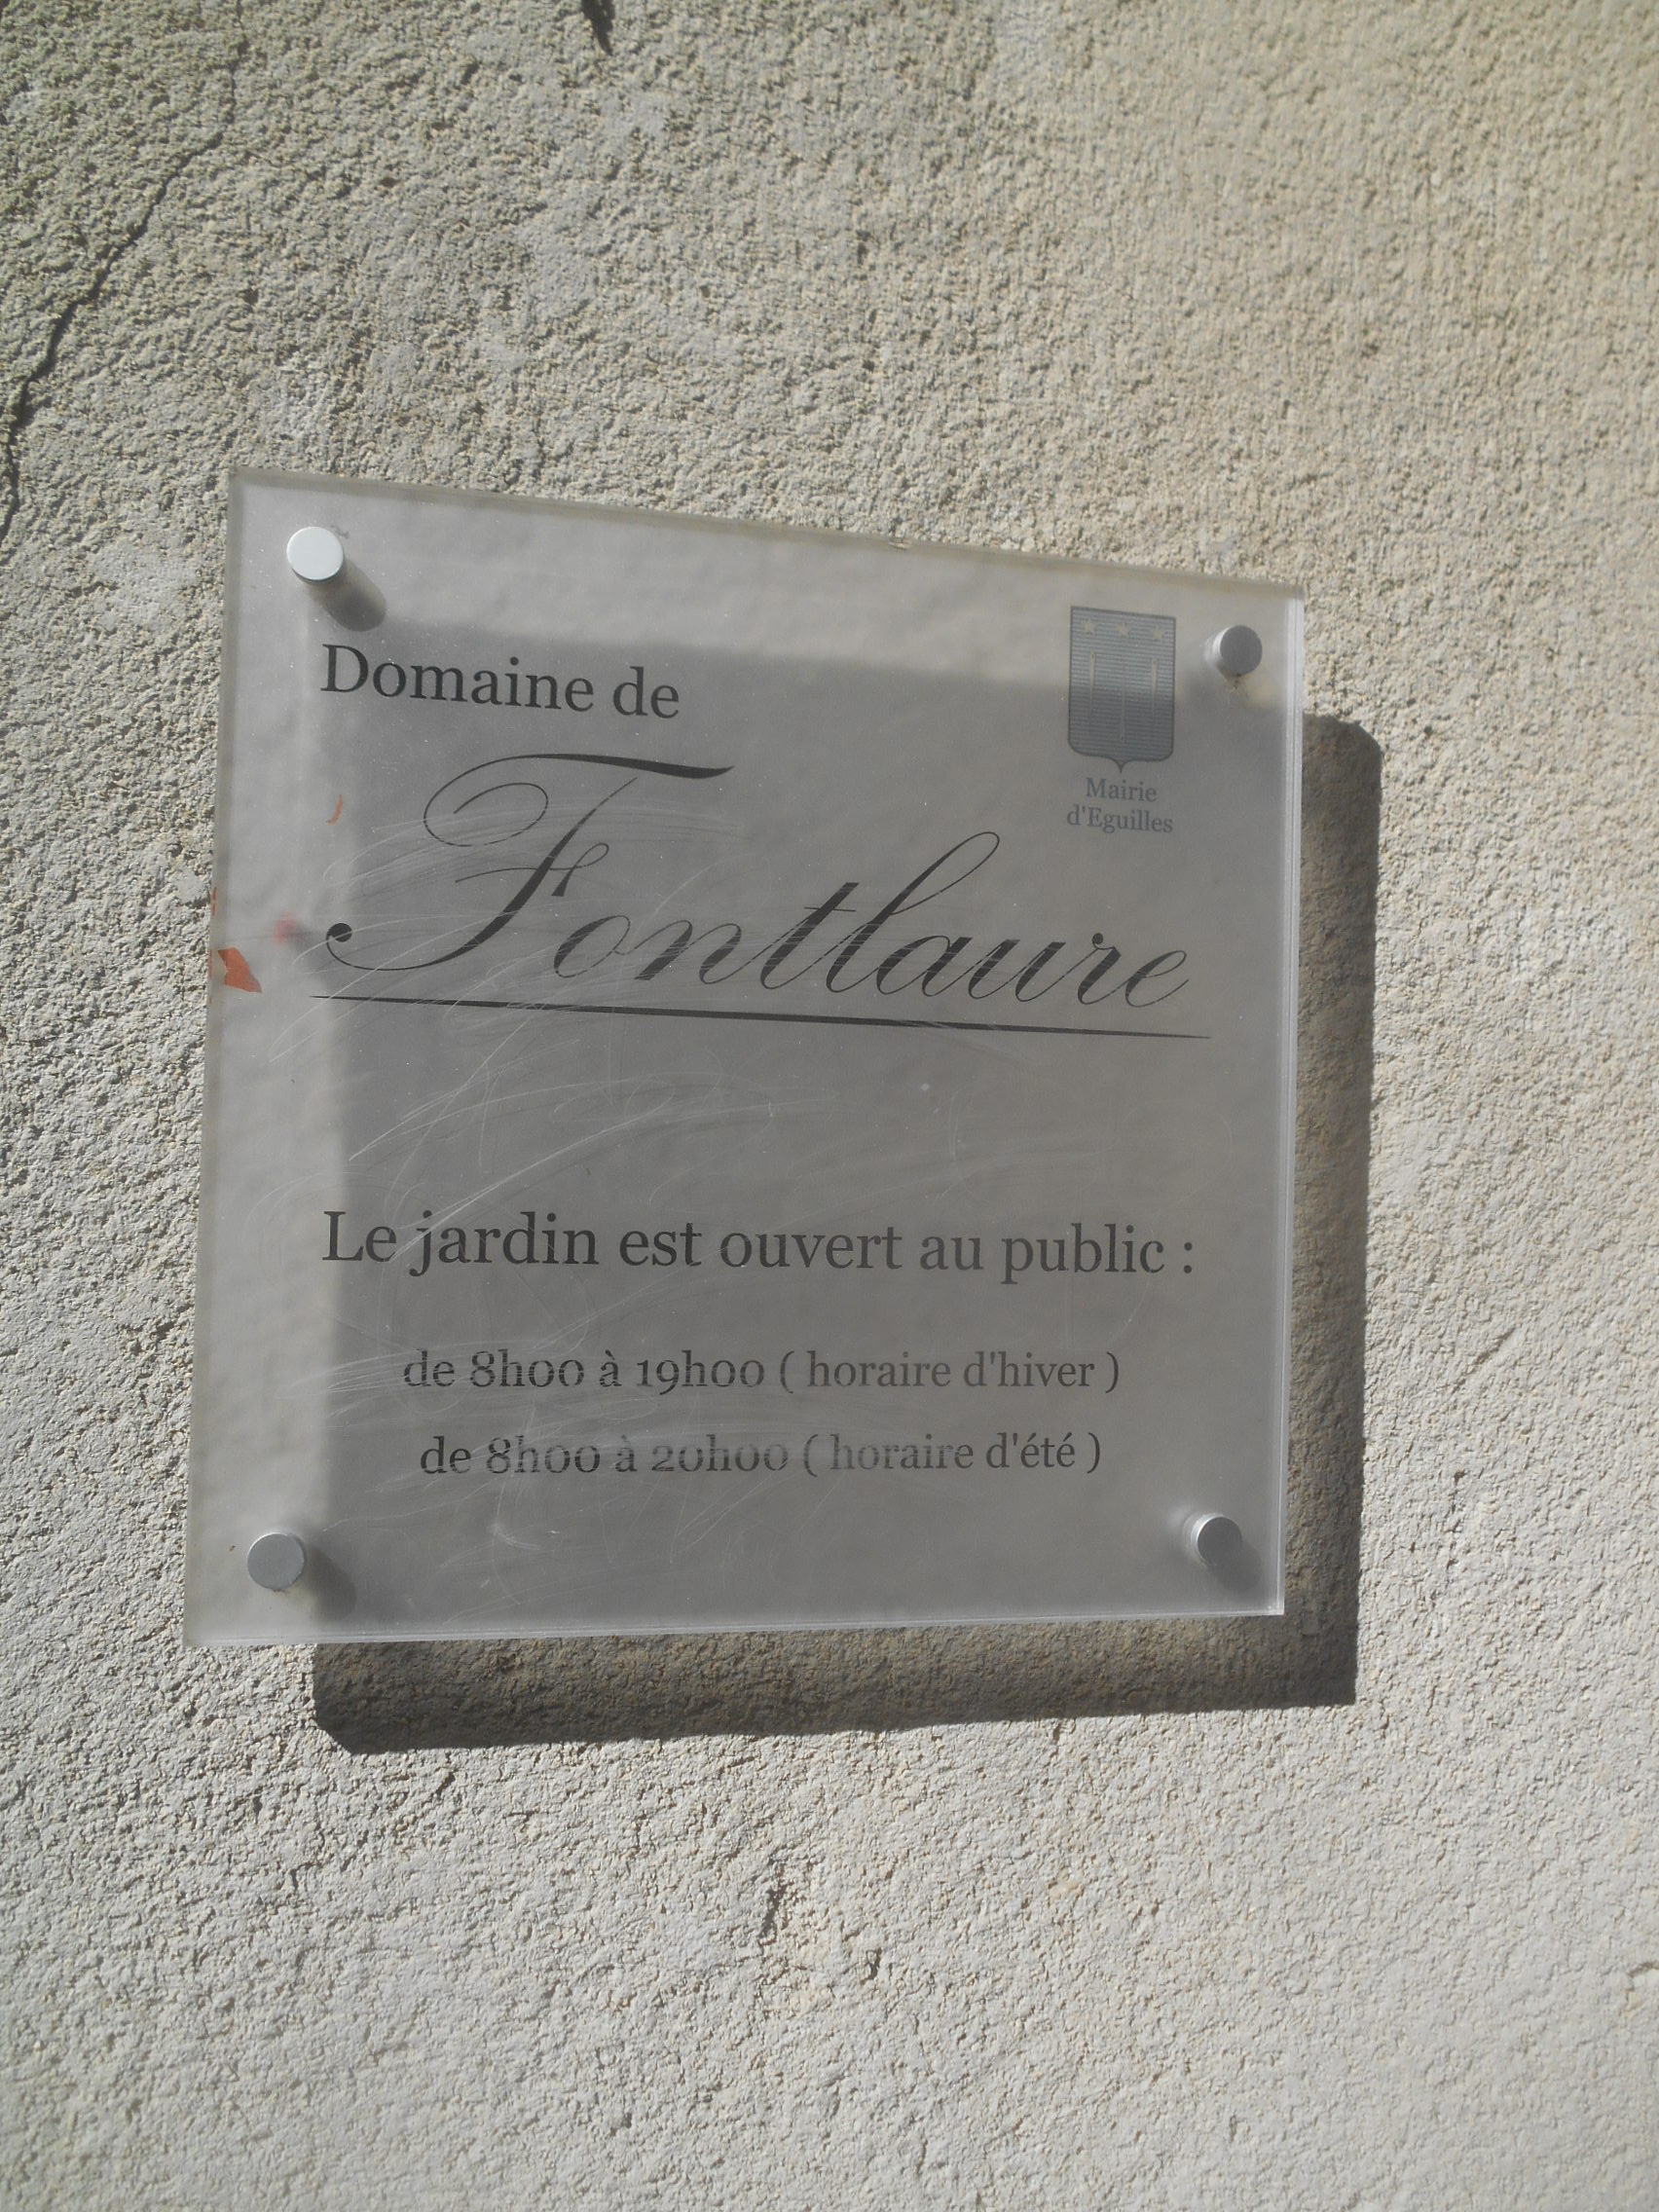 Domaine de
Fontlaure
Mairie
d'Eguilles
Le jardin est ouvert au public :
de 8h00 à 19h00 ( horaire d'hiver )
de 8h00 à 20h00 ( horaire d'été )